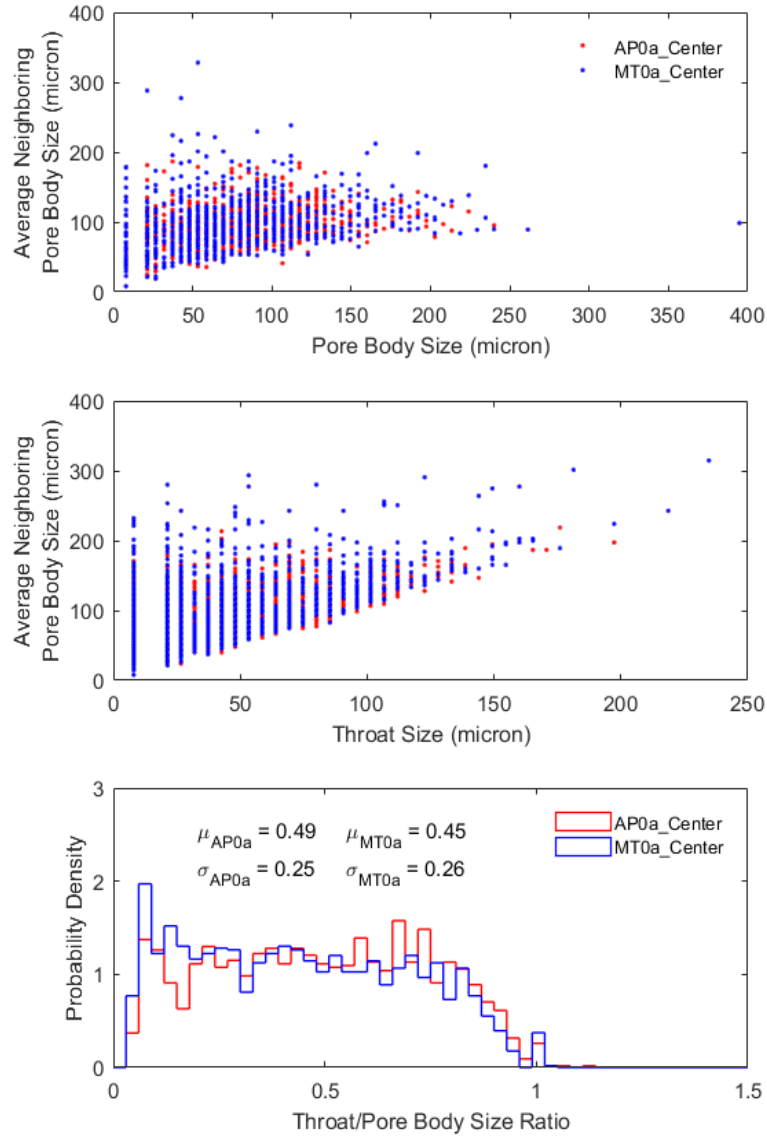 400
300
200
100
0
Average Neighboring
Pore Body Size (micron)
AP0a_Center
MT0a_Center
0 50 100 150 200 250 300 350 400
Pore Body Size (micron)
400
300
200
100
0
Average Neighboring
Pore Body Size (micron)
0 50 100 150 200 250
Throat Size (micron)
3
2
1
0
Probability Density
μAP0a = 0.49 μMT0a = 0.45
σAP0a = 0.25 σMT0a = 0.26
AP0a_Center
MT0a_Center
0 0.5 1 1.5
Throat/Pore Body Size Ratio